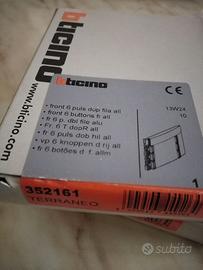 bticino
www.bticino.com
bticino
• front 6 puls dup fila all
• front 6 buttons fr all
• fr 6 p. dbl file alu
• Fr. 6 T dopR all
• fr 6 puls dob hil all
• vp 6 knoppen d rij all
• fr 6 botões d f. allm
13W24
10
CE
1
352161
TERRANEO
subito